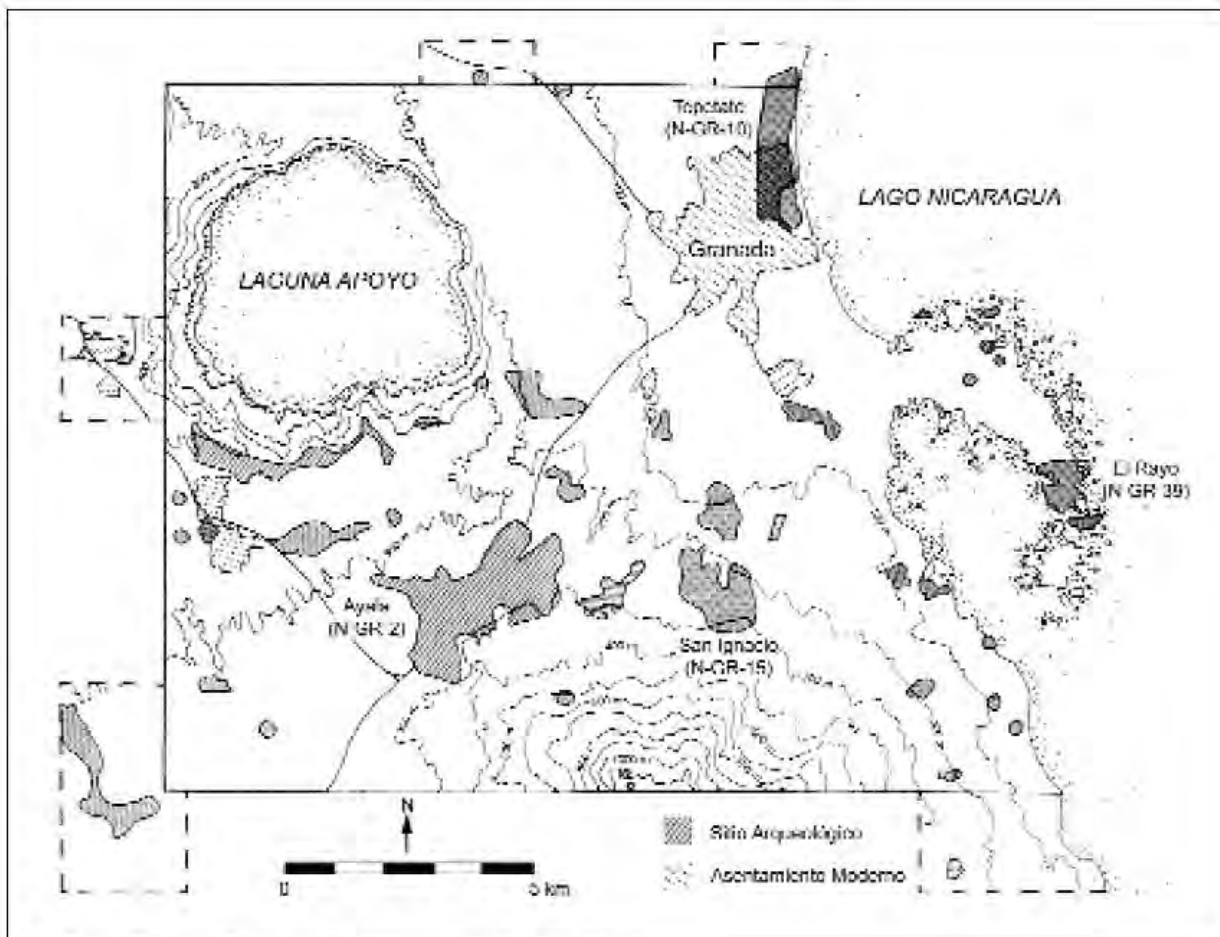 Tepetate
(N-GR-10)
LAGO NICARAGUA
Granada
LAGUNA APOYO
El Rayo
(N-GR-39)
Ayala
(N-GR-2)
San Ignacio
(N-GR-15)
N
0
5 km
Sitio Arqueológico
Asentamiento Moderno